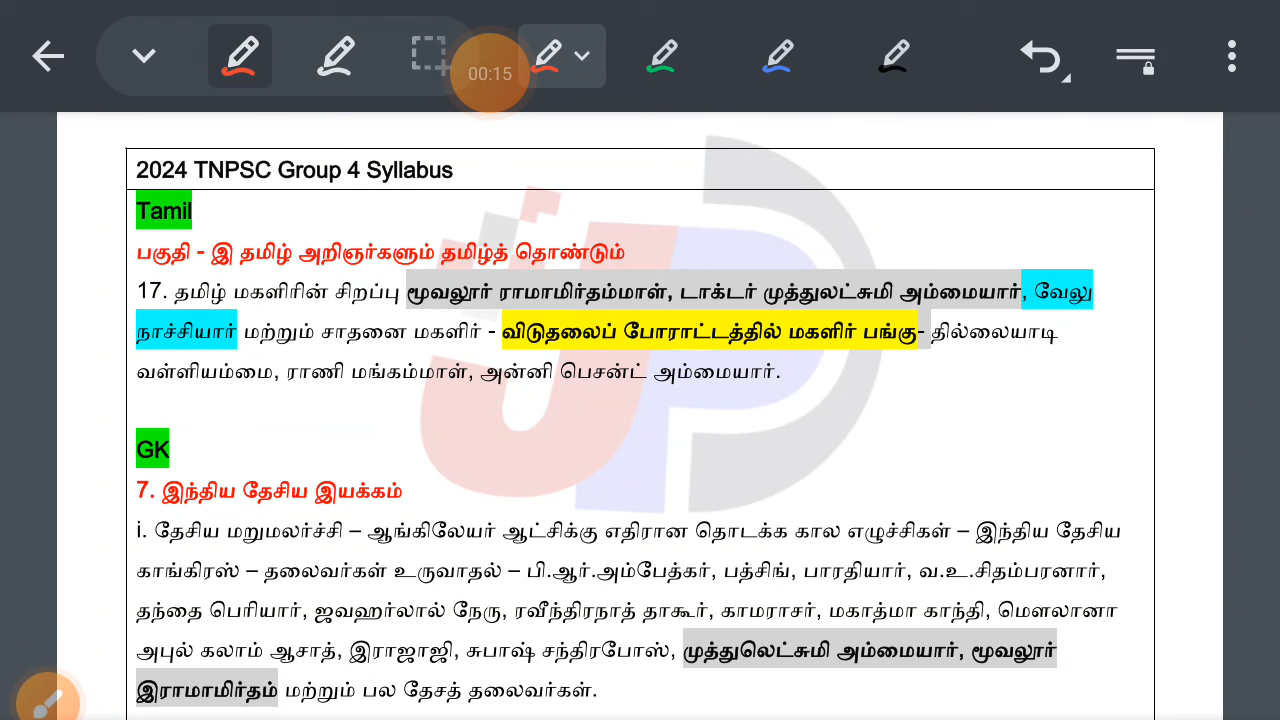 00:15
2024 TNPSC Group 4 Syllabus
Tamil
பகுதி - இ தமிழ் அறிஞர்களும் தமிழ்த் தொண்டும்
17. தமிழ் மகளிரின் சிறப்பு மூவலூர் ராமாமிர்தம்மாள், டாக்டர் முத்துலட்சுமி அம்மையார், வேலு
நாச்சியார் மற்றும் சாதனை மகளிர் - விடுதலைப் போராட்டத்தில் மகளிர் பங்கு- தில்லையாடி
வள்ளியம்மை, ராணி மங்கம்மாள், அன்னி பெசன்ட் அம்மையார்.
GK
7. இந்திய தேசிய இயக்கம்
i. தேசிய மறுமலர்ச்சி – ஆங்கிலேயர் ஆட்சிக்கு எதிரான தொடக்க கால எழுச்சிகள் – இந்திய தேசிய
காங்கிரஸ் – தலைவர்கள் உருவாதல் – பி.ஆர்.அம்பேத்கர், பத்சிங், பாரதியார், வ.உ.சிதம்பரனார்,
தந்தை பெரியார், ஜவஹர்லால் நேரு, ரவீந்திரநாத் தாகூர், காமராசர், மகாத்மா காந்தி, மௌலானா
அபுல் கலாம் ஆசாத், இராஜாஜி, சுபாஷ் சந்திரபோஸ், முத்துலெட்சுமி அம்மையார், மூவலூர்
இராமாமிர்தம் மற்றும் பல தேசத் தலைவர்கள்.